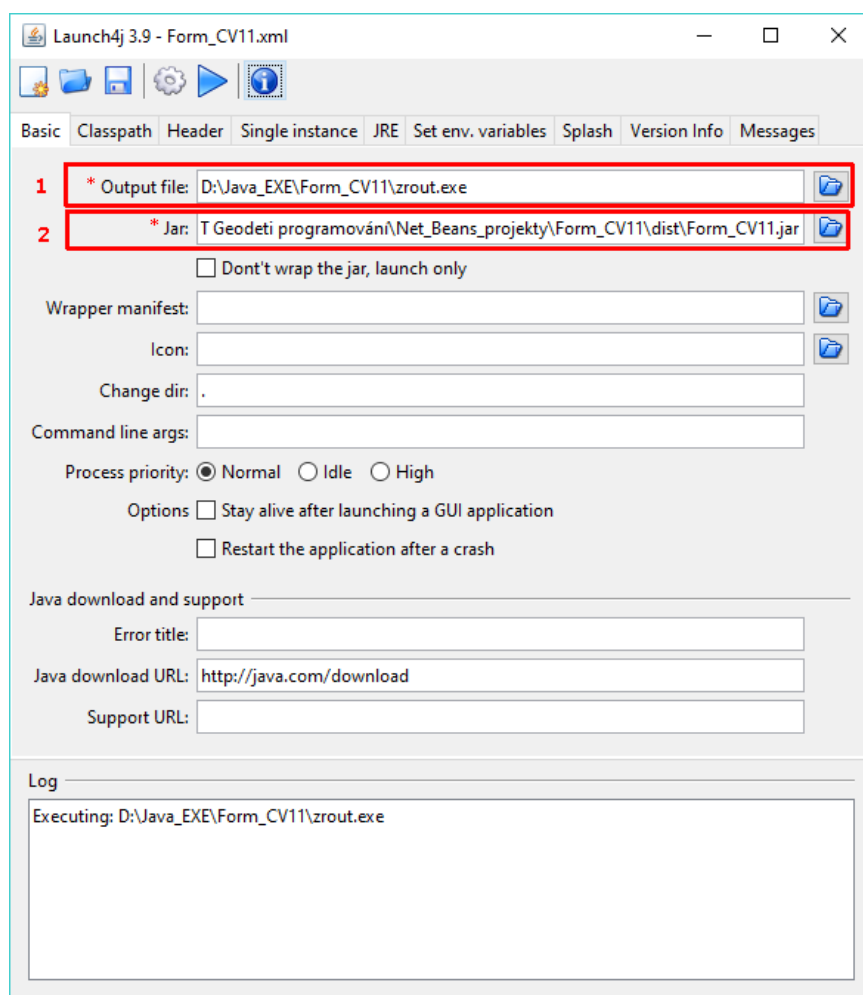 Launch4j 3.9 - Form_CV11.xml
Basic Classpath Header Single instance JRE Set env. variables Splash Version Info Messages
1 * Output file: D:\Java_EXE\Form_CV11\zrout.exe
2 * Jar: T Geodeti programování\Net_Beans_projekty\Form_CV11\dist\Form_CV11.jar
Dont't wrap the jar, launch only
Wrapper manifest:
Icon:
Change dir: .
Command line args:
Process priority: Normal Idle High
Options Stay alive after launching a GUI application
Restart the application after a crash
Java download and support
Error title:
Java download URL: http://java.com/download
Support URL:
Log
Executing: D:\Java_EXE\Form_CV11\zrout.exe